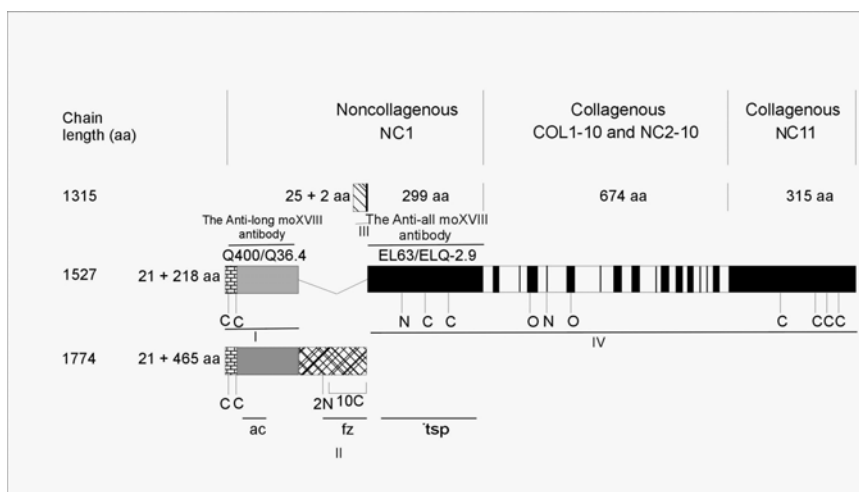 Chain
length (aa)
Noncollagenous
NC1
Collagenous
COL1-10 and NC2-10
Collagenous
NC11
1315
25 + 2 aa
299 aa
674 aa
315 aa
The Anti-long moXVIII
antibody
III
The Anti-all moXVIII
antibody
Q400/Q36.4
EL63/ELQ-2.9
1527
21 + 218 aa
C C
N C C O N O C C C C
I
IV
1774
21 + 465 aa
C C
2N 10C
ac fz 'tsp
II